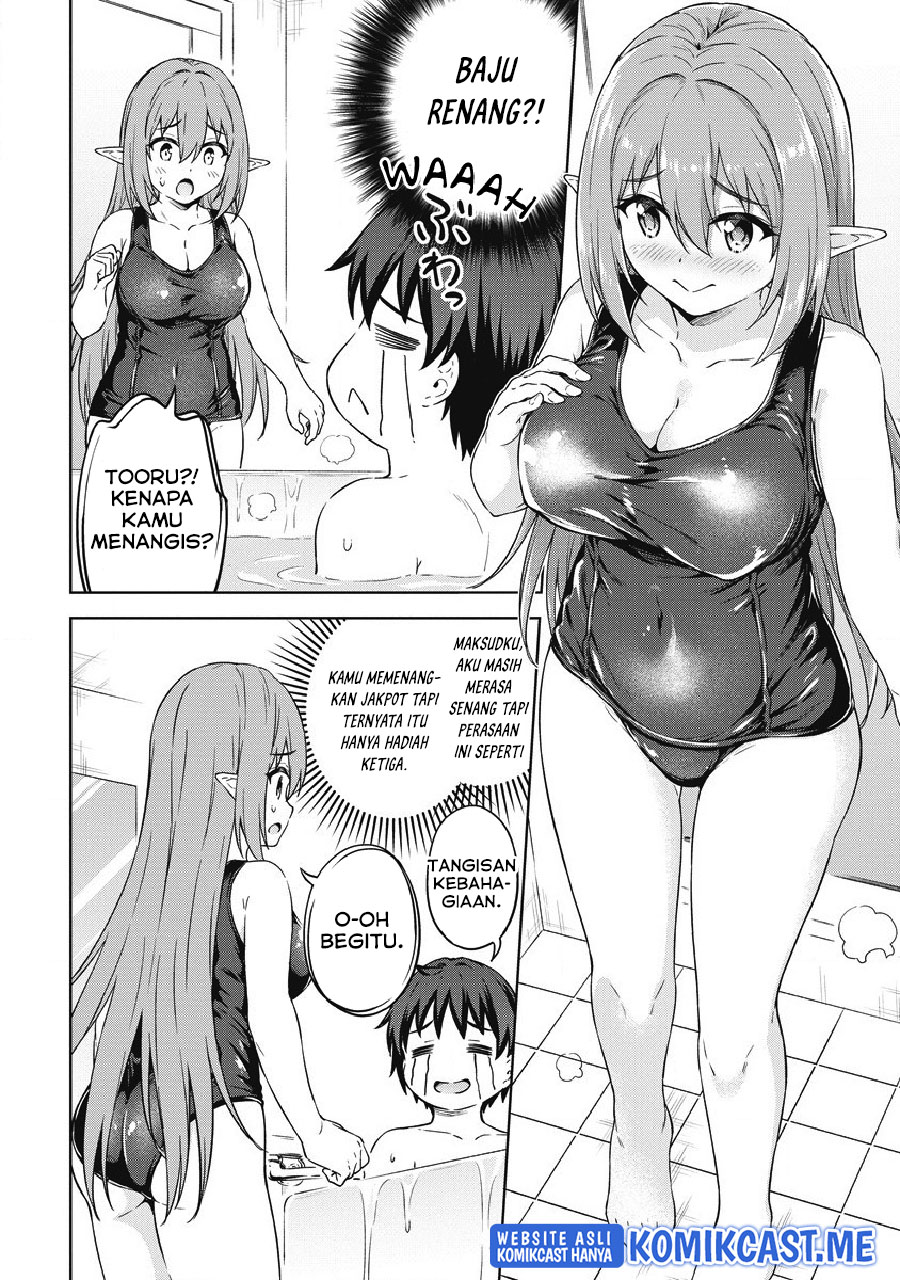 BAJU
RENANG?!
WAAAH
ぶわっ
TOORU?!
KENAPA
KAMU
MENANGIS?
MAKSUDKU,
AKU MASIH
MERASA
SENANG TAPI
PERASAAN
INI SEPERTI
KAMU MEMENANG-
KAN JAKPOT TAPI
TERNYATA ITU
HANYA HADIAH
KETIGA.
TANGISAN
KEBAHA-
GIAAN.
O-OH
BEGITU.
WEBSITE ASLI
KOMIKCAST HANYA
KOMIKCAST.ME